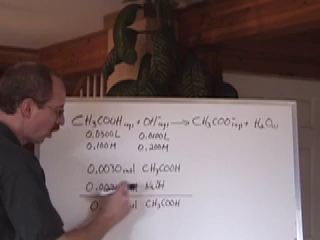 CH3COOH(aq) + OH⁻(aq) → CH3COO⁻(aq) + H2O(l)
0.0300L 0.0100L
0.100M 0.200M
0.0030 mol CH3COOH
NaOH
CH3COOH